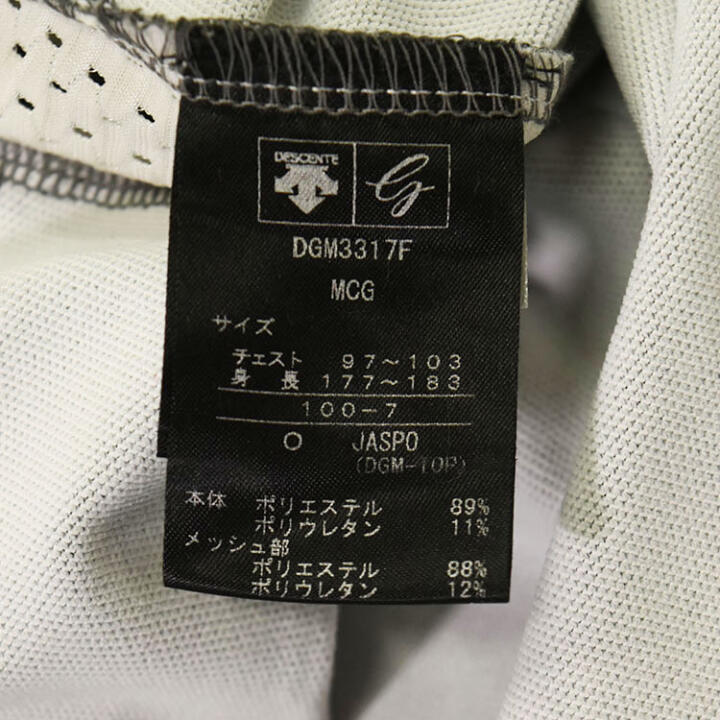 DESCENTE
DGM3317F
MCG
サイズ
チェスト 97～103
身長 177～183
100-7
O JASPO
(DGM-TOP)
本体 ポリエステル 89%
ポリウレタン 11%
メッシュ部
ポリエステル 88%
ポリウレタン 12%